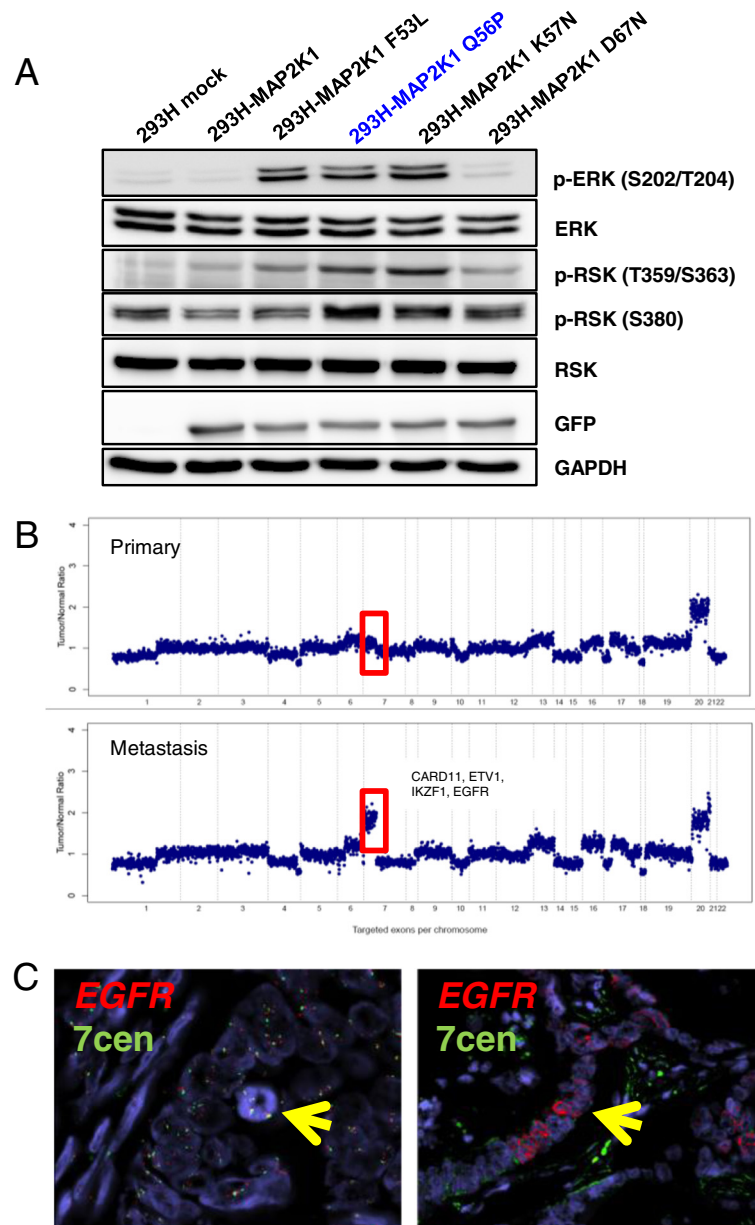 A
293H mock
293H-MAP2K1
293H-MAP2K1 F53L
293H-MAP2K1 Q56P
293H-MAP2K1 K57N
293H-MAP2K1 D67N
p-ERK (S202/T204)
ERK
p-RSK (T359/S363)
p-RSK (S380)
RSK
GFP
GAPDH
B
Primary
Tumor/Normal Ratio
0 1 2 3 4
1 2 3 4 5 6 7 8 9 10 11 12 13 14 15 16 17 18 19 20 21 22
Metastasis
CARD11, ETV1,
IKZF1, EGFR
Tumor/Normal Ratio
0 1 2 3 4
1 2 3 4 5 6 7 8 9 10 11 12 13 14 15 16 17 18 19 20 21 22
Targeted exons per chromosome
C
EGFR
7cen
EGFR
7cen